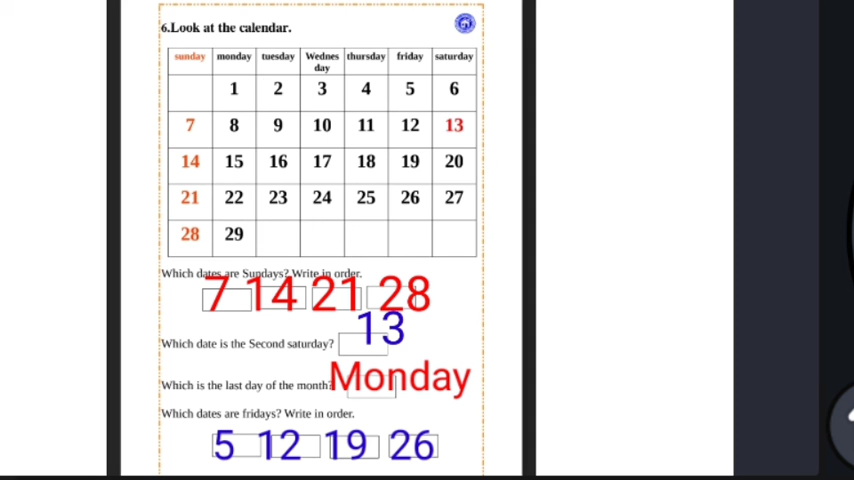 6.Look at the calendar.
sunday monday tuesday Wednes day thursday friday saturday
1 2 3 4 5 6
7 8 9 10 11 12 13
14 15 16 17 18 19 20
21 22 23 24 25 26 27
28 29
Which dates are Sundays? Write in order.
7 14 21 28
13
Which date is the Second saturday?
Monday
Which is the last day of the month?
Which dates are fridays? Write in order.
5 12 19 26